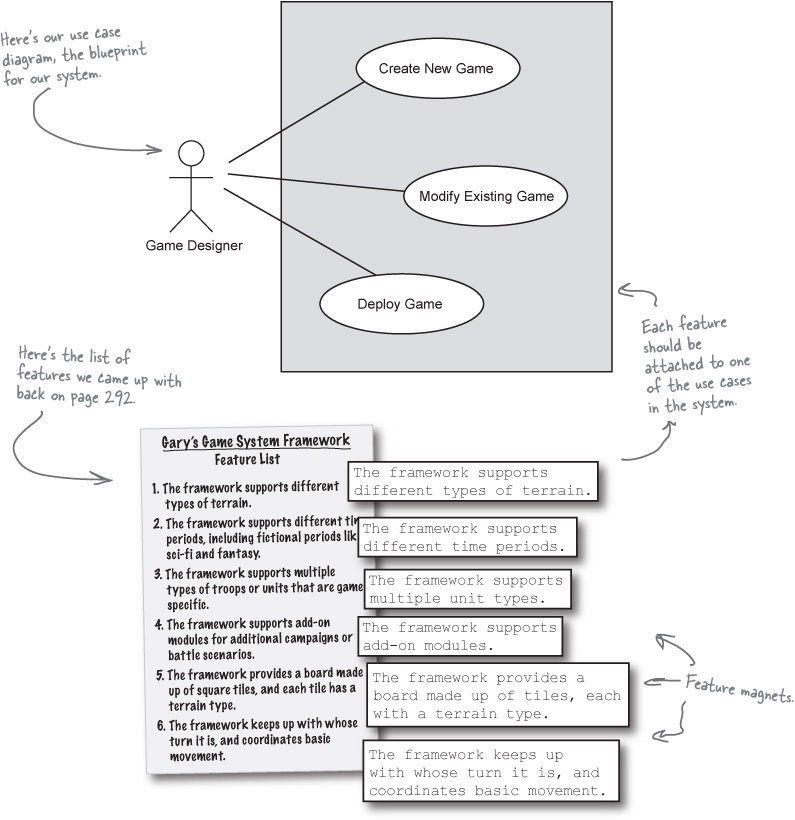 Here's our use case
diagram, the blueprint
for our system.
Create New Game
Modify Existing Game
Game Designer
Deploy Game
Each feature
should be
attached to one
of the use cases
in the system.
Here's the list of
features we came up with
back on page 292.
Gary's Game System Framework
Feature List
1. The framework supports different
types of terrain.
2. The framework supports different
periods, including fictional periods
sci-fi and fantasy.
3. The framework supports multiple
types of troops or units that are game
specific.
4. The framework supports add-on
modules for additional campaigns or
battle scenarios.
5. The framework provides a board made
up of square tiles, and each tile has a
terrain type.
6. The framework keeps up with whose
turn it is, and coordinates basic
movement.
The framework supports
different types of terrain.
The framework supports
different time periods.
The framework supports
multiple unit types.
The framework supports
add-on modules.
The framework provides a
board made up of tiles, each
with a terrain type.
The framework keeps up
with whose turn it is, and
coordinates basic movement.
Feature magnets.